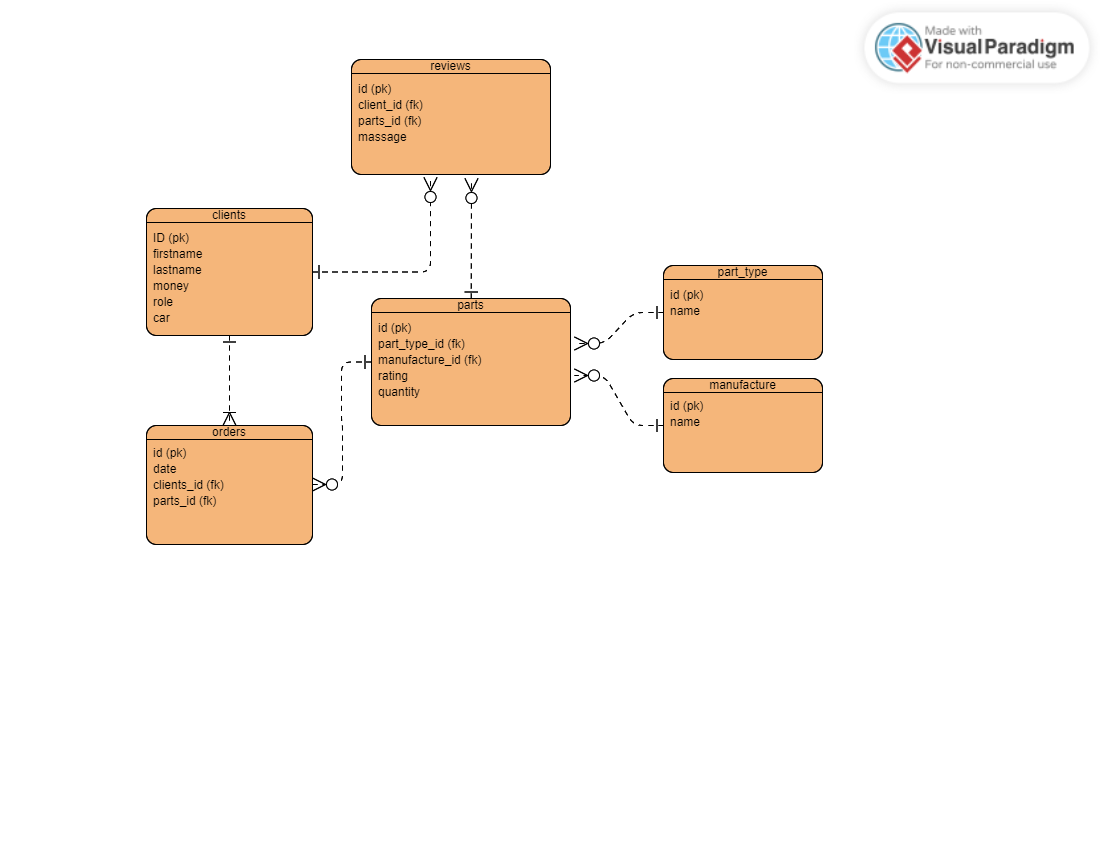 Made with
Visual Paradigm
For non-commercial use
reviews
id (pk)
client_id (fk)
parts_id (fk)
massage
clients
ID (pk)
firstname
lastname
money
role
car
part_type
id (pk)
name
parts
id (pk)
part_type_id (fk)
manufacture_id (fk)
rating
quantity
manufacture
id (pk)
name
orders
id (pk)
date
clients_id (fk)
parts_id (fk)